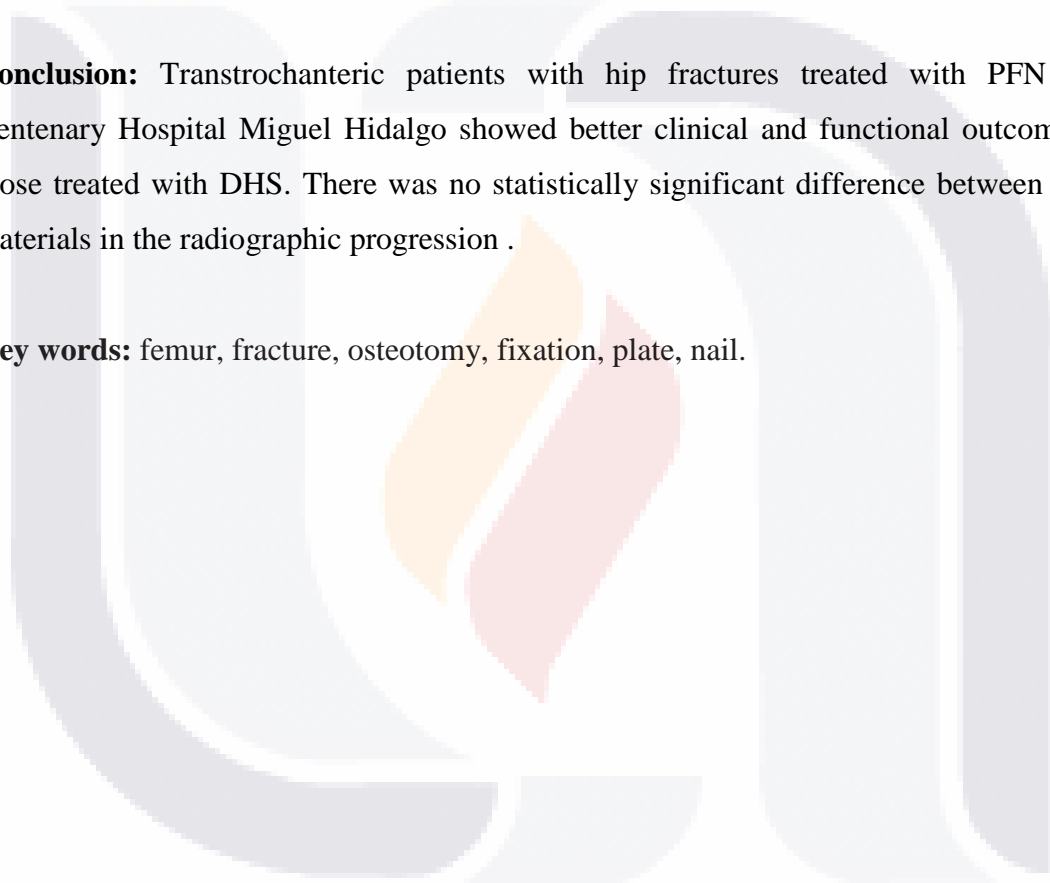 onclusion: Transtrochanteric patients with hip fractures treated with PFN
entenary Hospital Miguel Hidalgo showed better clinical and functional outcom
ose treated with DHS. There was no statistically significant difference between
aterials in the radiographic progression .
ey words: femur, fracture, osteotomy, fixation, plate, nail.